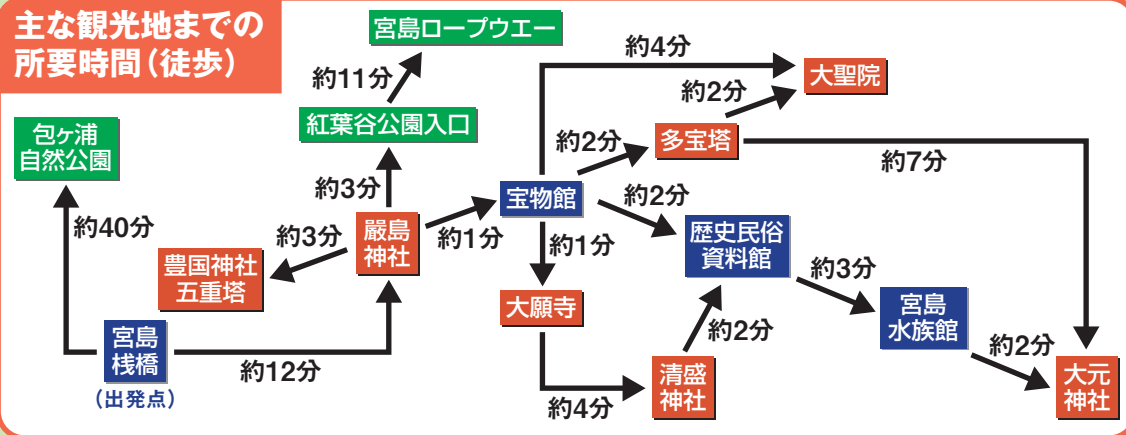 主な観光地までの
所要時間（徒歩）
宮島ロープウエー
約11分
紅葉谷公園入口
約4分
大聖院
約2分
多宝塔
約2分
約7分
包ヶ浦
自然公園
約40分
約3分
宝物館
約2分
約1分
嚴島
神社
約3分
豊国神社
五重塔
歴史民俗
資料館
約1分
大願寺
約3分
宮島
水族館
約2分
宮島
桟橋
(出発点)
約12分
約2分
清盛
神社
約4分
大元
神社